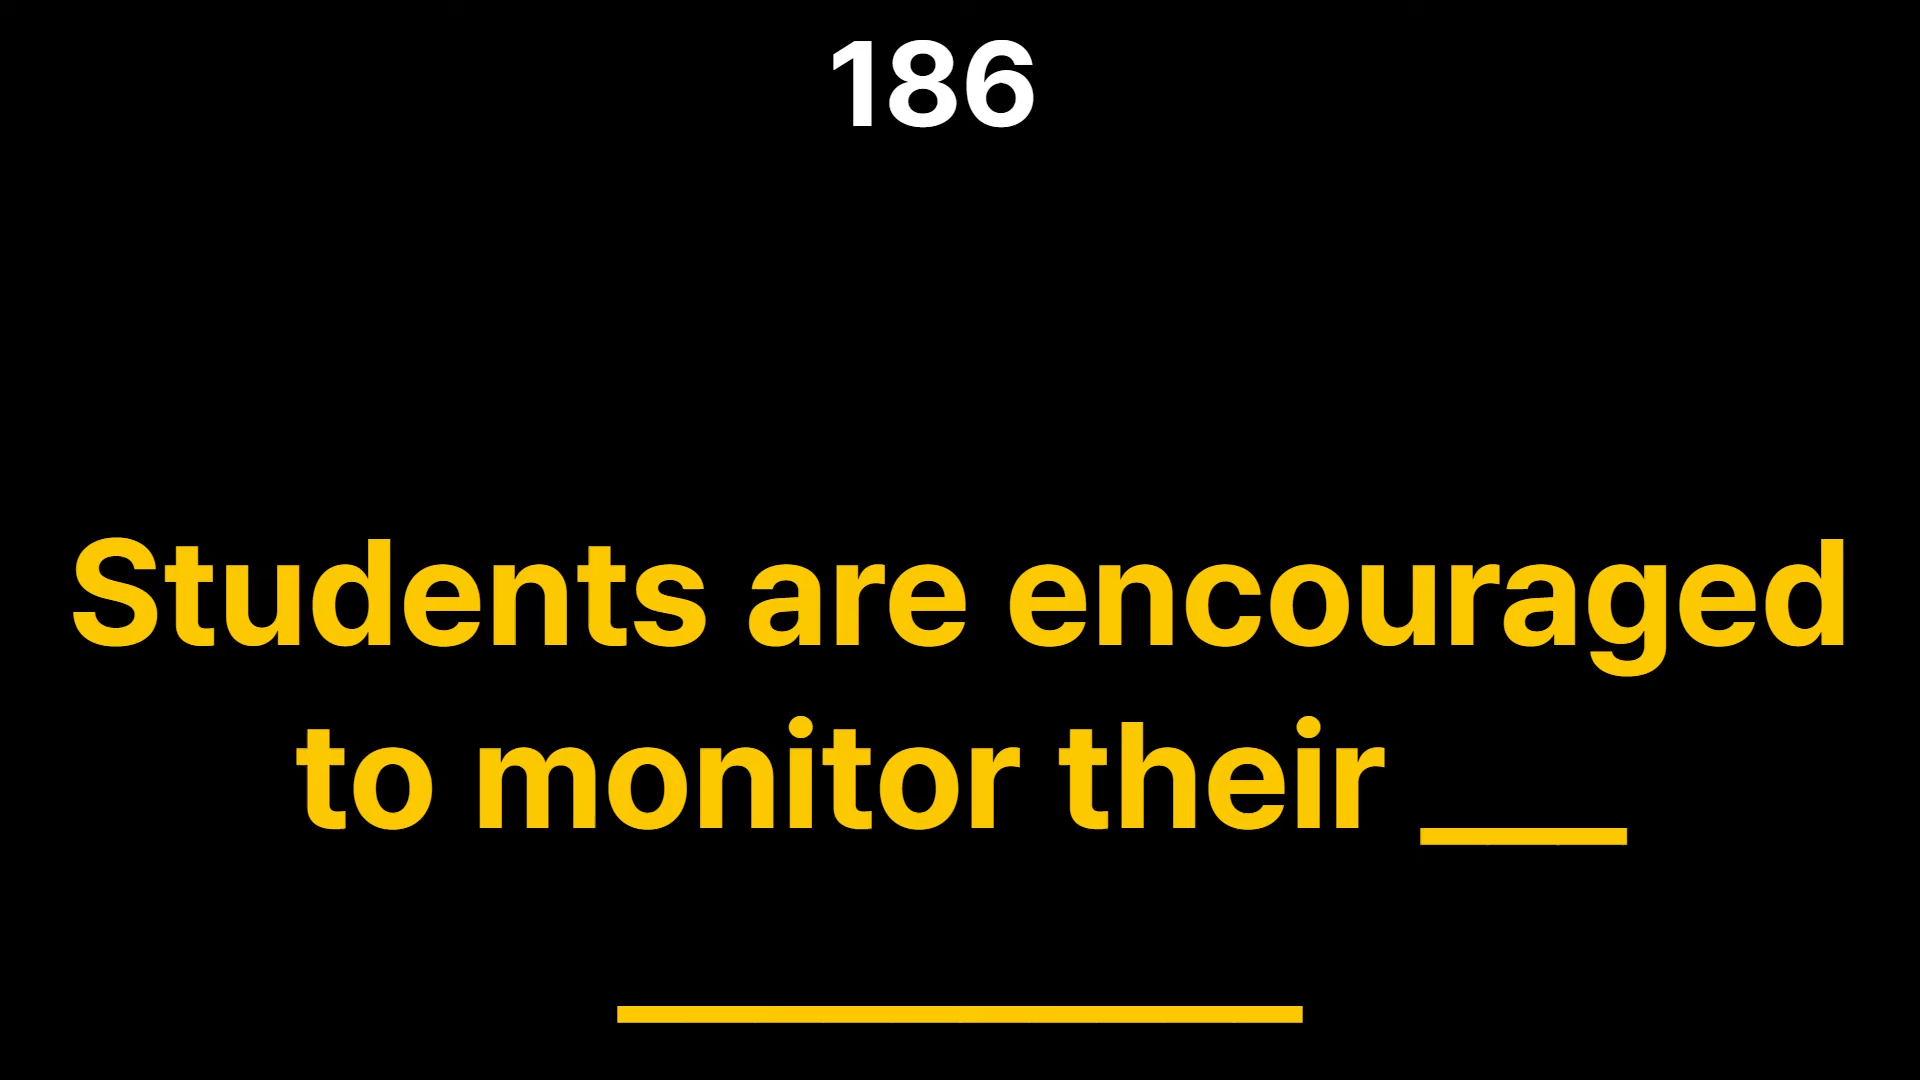 186
Students are encouraged
to monitor their ___
__________